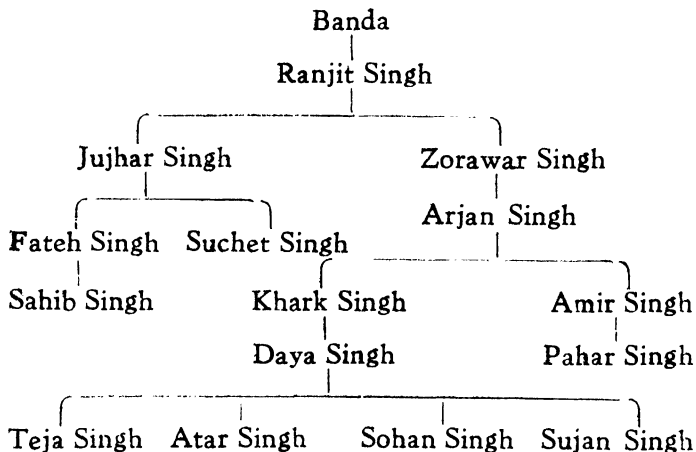 Banda
Ranjit Singh
Jujhar Singh Zorawar Singh
Arjan Singh
Fateh Singh Suchet Singh
Sahib Singh Khark Singh Amir Singh
Daya Singh Pahar Singh
Teja Singh Atar Singh Sohan Singh Sujan Singh